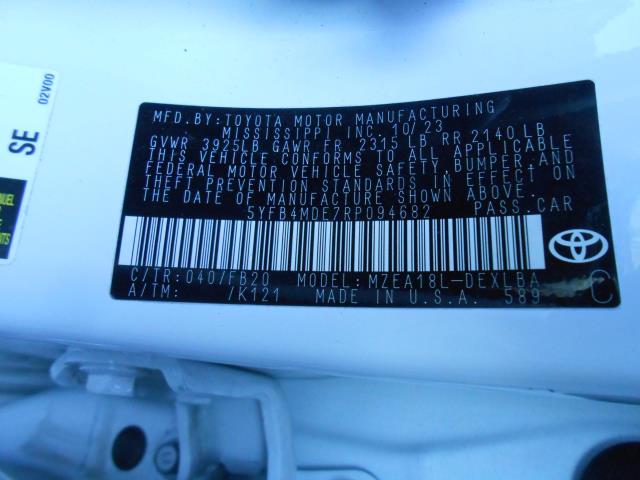 02V00
SE
MFD. BY: TOYOTA MOTOR MANUFACTURING
MISSISSIPPI INC. 10/23
GVWR 3925LB GAWR FR 2315 LB RR 2140 LB
THIS VEHICLE CONFORMS TO ALL APPLICABLE
FEDERAL MOTOR VEHICLE SAFETY, BUMPER, AND
THEFT PREVENTION STANDARDS IN EFFECT ON
THE DATE OF MANUFACTURE SHOWN ABOVE.
5YFB4MDE7RP094682 PASS. CAR
C/TR: 040/FB20 MODEL: MZEA18L-DEXLBA
A/TM: /K121 MADE IN U.S.A. 589
C